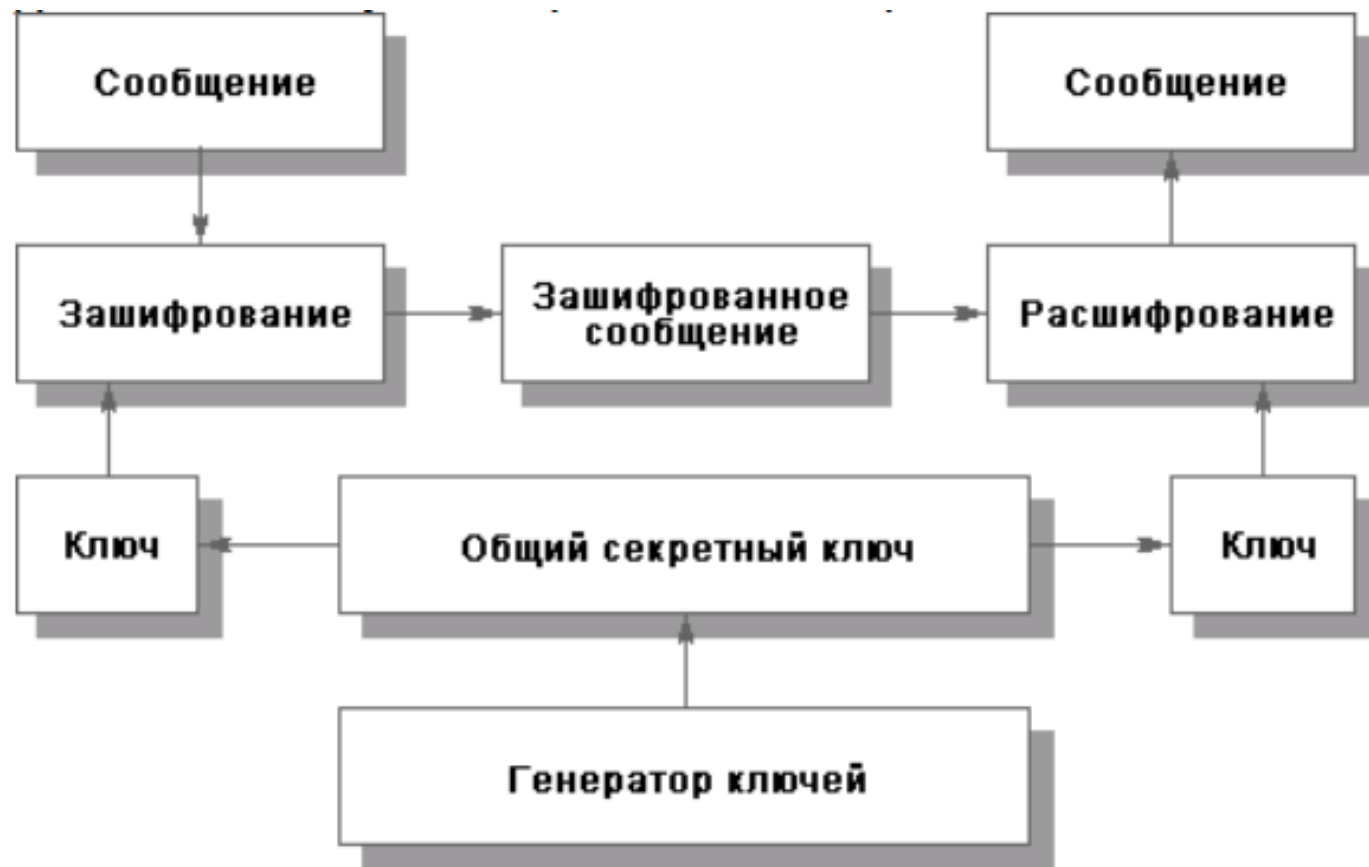 Сообщение
Сообщение
Зашифрование
Зашифрованное
сообщение
Расшифрование
Ключ
Общий секретный ключ
Ключ
Генератор ключей